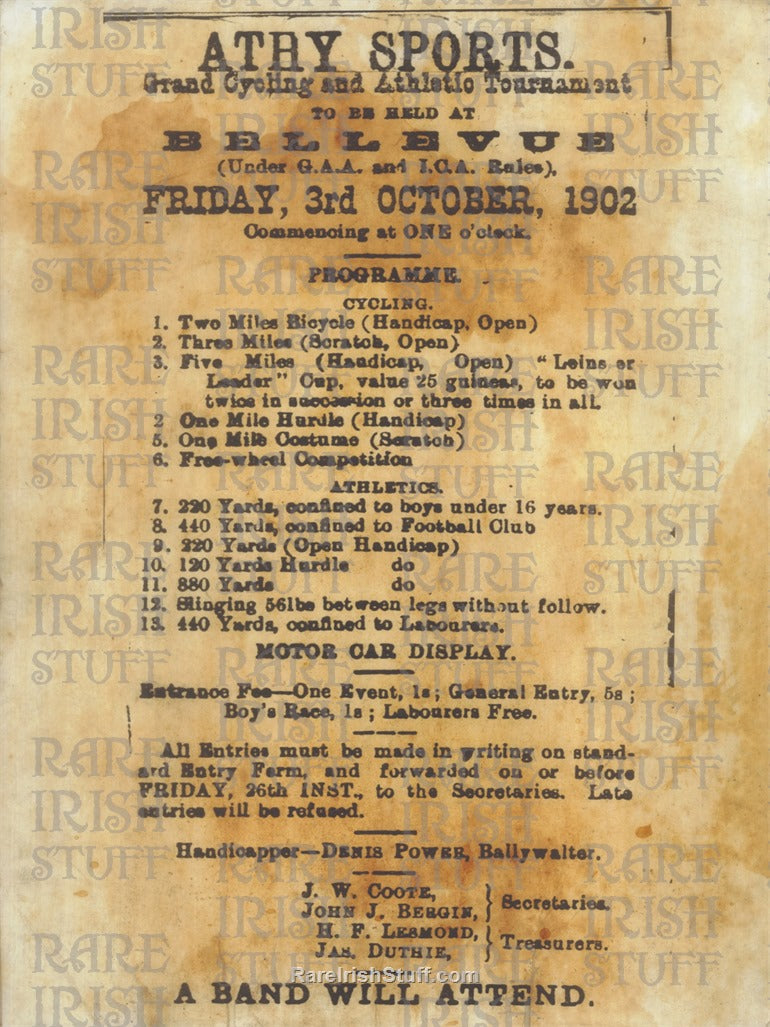 ATHY SPORTS.
Grand Cycling and Athletic Tournament
TO BE HELD AT
BELLEVUE
(Under G.A.A. and I.C.A. Rules),
FRIDAY, 3rd OCTOBER, 1902
Commencing at ONE o'clock.
PROGRAMME.
CYCLING.
1. Two Miles Bicycle (Handicap, Open)
2. Three Miles (Scratch, Open)
3. Five Miles (Handicap, Open) "Leins er
Leader" Cup, value 25 guineas, to be won
twice in succession or three times in all.
2 One Mile Hurdle (Handicap)
5. One Mile Costume (Scratch)
6. Free-wheel Competition
ATHLETICS.
7. 220 Yards, confined to boys under 16 years.
8. 440 Yards, confined to Football Club
9. 220 Yards (Open Handicap)
10. 120 Yards Hurdle do
11. 880 Yards do
12. Slinging 56lbs between legs without follow.
13. 440 Yards, confined to Labourers.
MOTOR CAR DISPLAY.
Entrance Fee—One Event, 1s; General Entry, 5s;
Boy's Race, 1s; Labourers Free.
All Entries must be made in writing on stand-
ard Entry Form, and forwarded on or before
FRIDAY, 26th INST., to the Secretaries. Late
entries will be refused.
Handicapper—DENIS POWER, Ballywalter.
J. W. COOTE,
JOHN J. BERGIN,
Secretaries.
H. F. LESMOND,
JAS. DUTHIE,
Treasurers.
RareIrishStuff.com
A BAND WILL ATTEND.
RARE IRISH STUFF